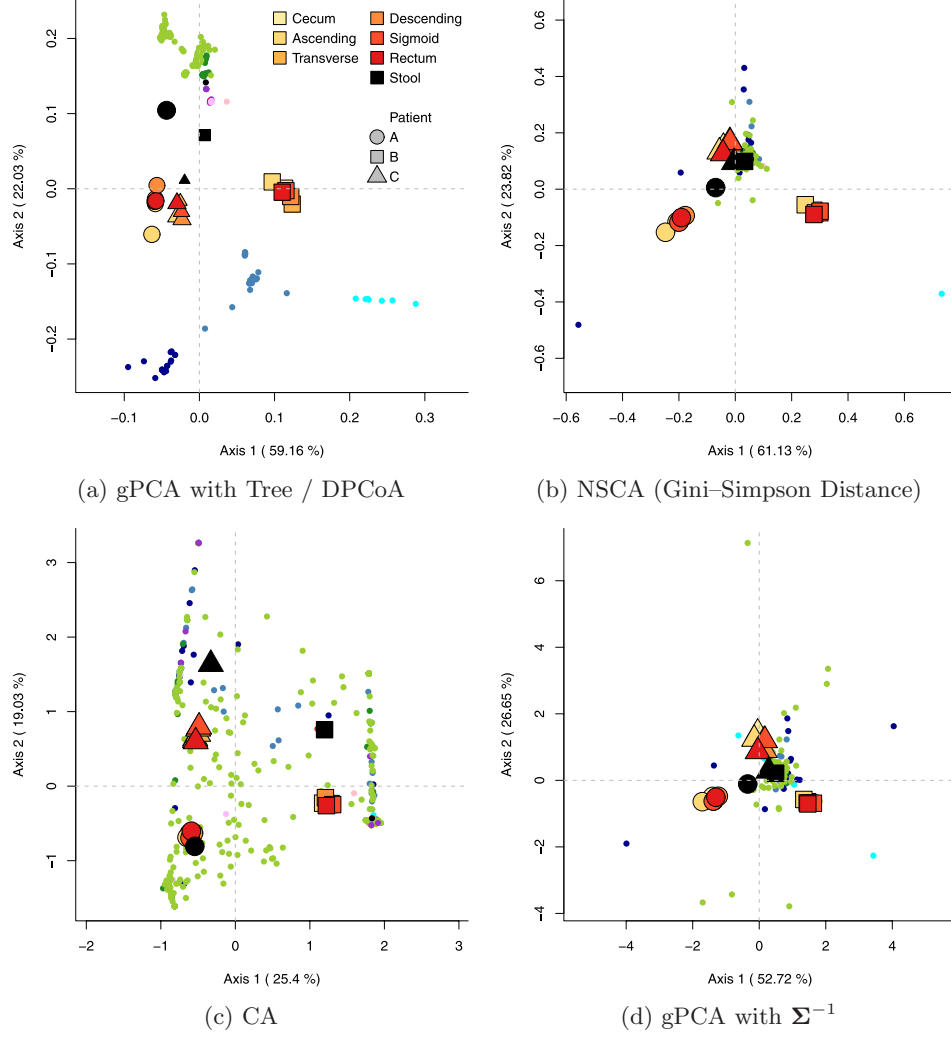 Cecum
Ascending
Transverse
Descending
Sigmoid
Rectum
Stool
Patient
A
B
C
0.2
0.1
0.0
−0.1
−0.2
Axis 2 ( 22.03 %)
−0.1
0.0
0.1
0.2
0.3
Axis 1 ( 59.16 %)
(a) gPCA with Tree / DPCoA
0.6
0.4
0.2
0.0
−0.2
−0.4
−0.6
Axis 2 ( 23.82 %)
−0.6
−0.4
−0.2
0.0
0.2
0.4
0.6
Axis 1 ( 61.13 %)
(b) NSCA (Gini–Simpson Distance)
3
2
1
0
−1
Axis 2 ( 19.03 %)
−2
−1
0
1
2
3
Axis 1 ( 25.4 %)
(c) CA
6
4
2
0
−2
−4
Axis 2 ( 26.65 %)
−4
−2
0
2
4
Axis 1 ( 52.72 %)
(d) gPCA with Σ⁻¹